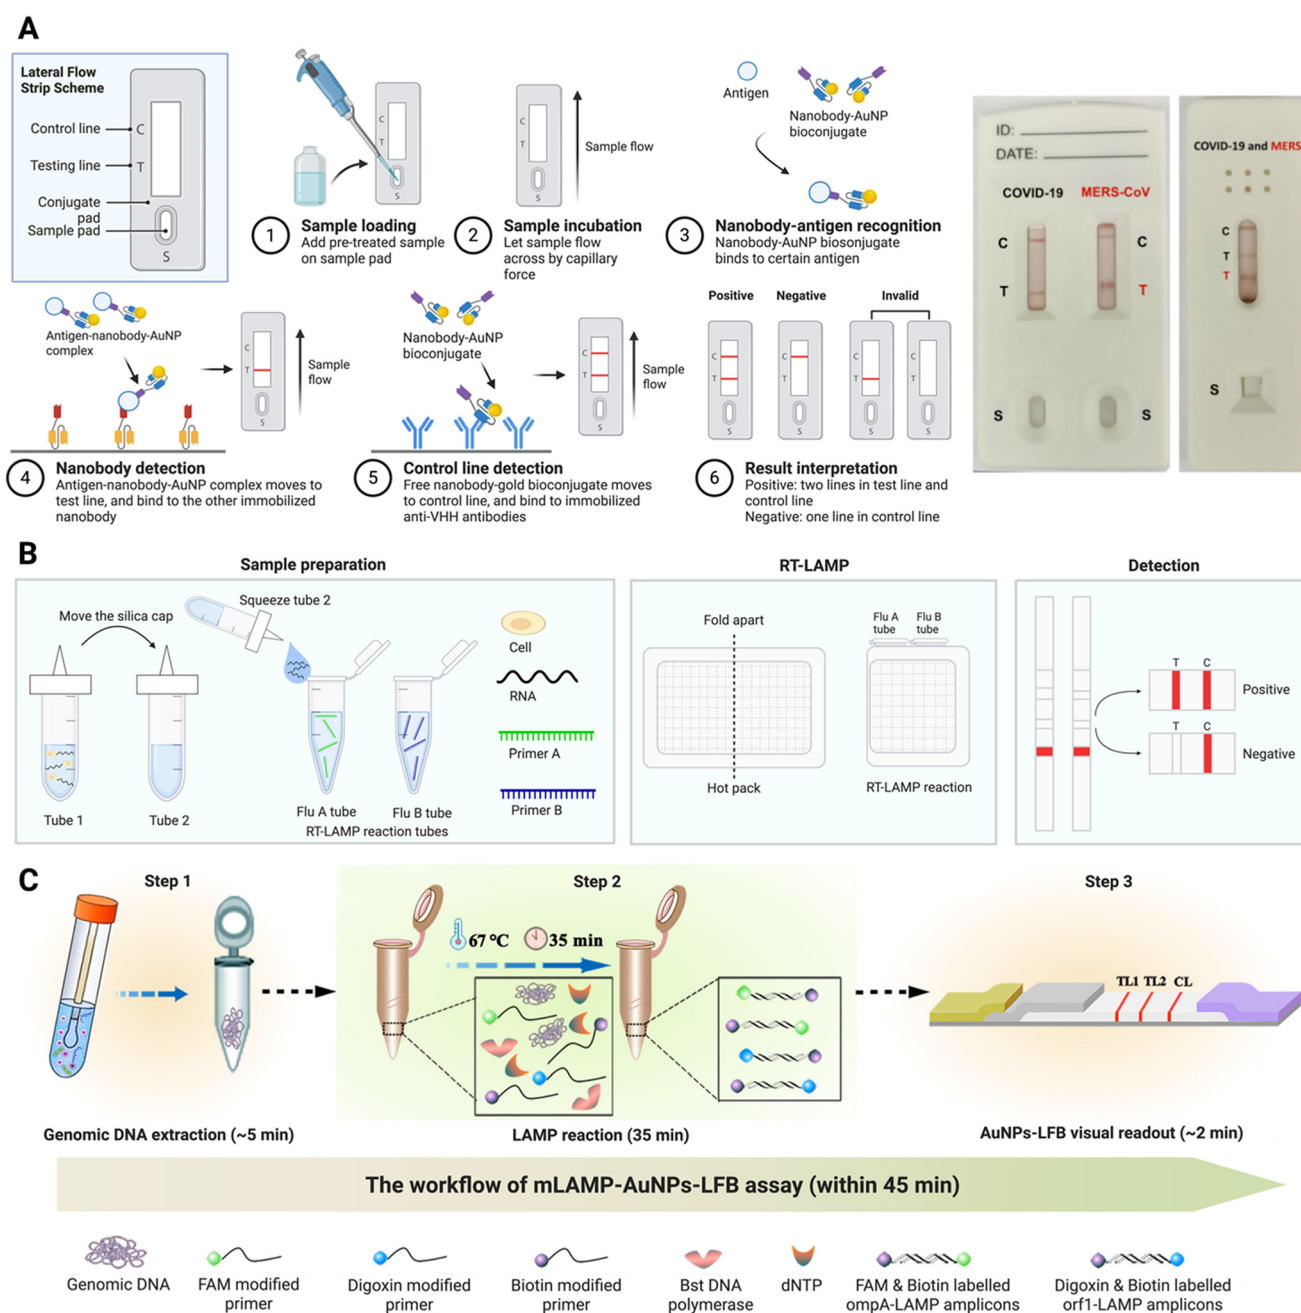 A
Lateral Flow
Strip Scheme
Control line
C
Testing line
T
Conjugate
pad
Sample pad
S
C
T
S
1
Sample loading
Add pre-treated sample
on sample pad
C
T
S
Sample flow
2
Sample incubation
Let sample flow
across by capillary
force
Antigen
Nanobody-AuNP
bioconjugate
3
Nanobody-antigen recognition
Nanobody-AuNP biosonjugate
binds to certain antigen
Antigen-nanobody-AuNP
complex
C
T
S
Sample
flow
4
Nanobody detection
Antigen-nanobody-AuNP complex moves to
test line, and bind to the other immobilized
nanobody
Nanobody-AuNP
bioconjugate
C
T
S
Sample
flow
5
Control line detection
Free nanobody-gold bioconjugate moves
to control line, and bind to immobilized
anti-VHH antibodies
Positive
Negative
Invalid
C
T
S
C
T
S
C
T
S
C
T
S
6
Result interpretation
Positive: two lines in test line and
control line
Negative: one line in control line
ID:
DATE:
COVID-19
MERS-CoV
C
C
T
T
S
S
COVID-19 and MERS
C
T
T
S
B
Sample preparation
Move the silica cap
Squeeze tube 2
Tube 1
Tube 2
Flu A tube
Flu B tube
RT-LAMP reaction tubes
Cell
RNA
Primer A
Primer B
RT-LAMP
Fold apart
Hot pack
Flu A
tube
Flu B
tube
RT-LAMP reaction
Detection
T
C
Positive
T
C
Negative
C
Step 1
Genomic DNA extraction (~5 min)
Step 2
67 °C
35 min
LAMP reaction (35 min)
Step 3
TL1 TL2 CL
AuNPs-LFB visual readout (~2 min)
The workflow of mLAMP-AuNPs-LFB assay (within 45 min)
Genomic DNA
FAM modified
primer
Digoxin modified
primer
Biotin modified
primer
Bst DNA
polymerase
dNTP
FAM & Biotin labelled
ompA-LAMP amplicons
Digoxin & Biotin labelled
orf1-LAMP amplicons